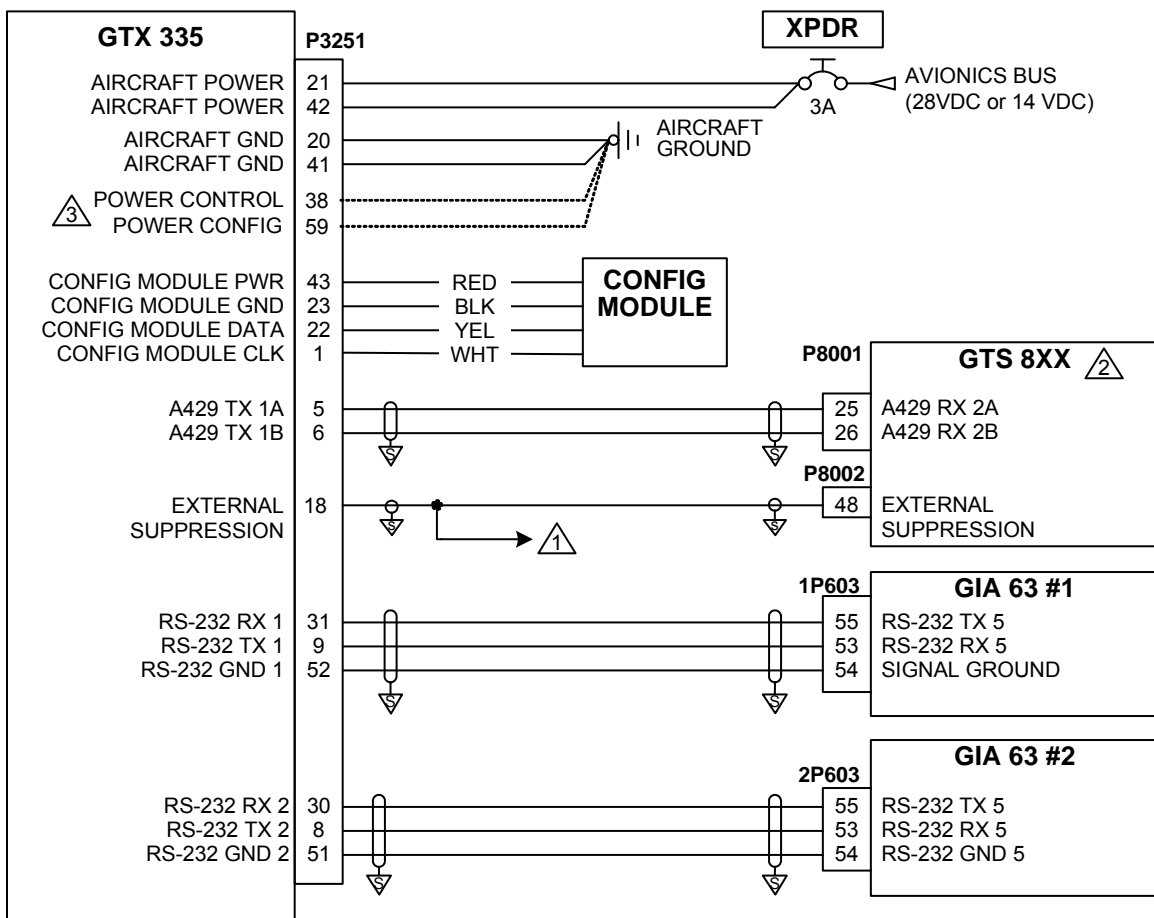 GTX 335
P3251
XPDR
AIRCRAFT POWER 21
AIRCRAFT POWER 42
3A
AVIONICS BUS
(28VDC or 14 VDC)
AIRCRAFT GND 20
AIRCRAFT GND 41
AIRCRAFT
GROUND
3
POWER CONTROL 38
POWER CONFIG 59
CONFIG MODULE PWR 43 RED
CONFIG MODULE GND 23 BLK
CONFIG MODULE DATA 22 YEL
CONFIG MODULE CLK 1 WHT
CONFIG
MODULE
P8001
GTS 8XX 2
A429 TX 1A 5 25 A429 RX 2A
A429 TX 1B 6 26 A429 RX 2B
S S
P8002
EXTERNAL
SUPPRESSION
18
48
EXTERNAL
SUPPRESSION
S S
1
1P603
GIA 63 #1
RS-232 RX 1 31 55 RS-232 TX 5
RS-232 TX 1 9 53 RS-232 RX 5
RS-232 GND 1 52 54 SIGNAL GROUND
S S
2P603
GIA 63 #2
RS-232 RX 2 30 55 RS-232 TX 5
RS-232 TX 2 8 53 RS-232 RX 5
RS-232 GND 2 51 54 RS-232 GND 5
S S